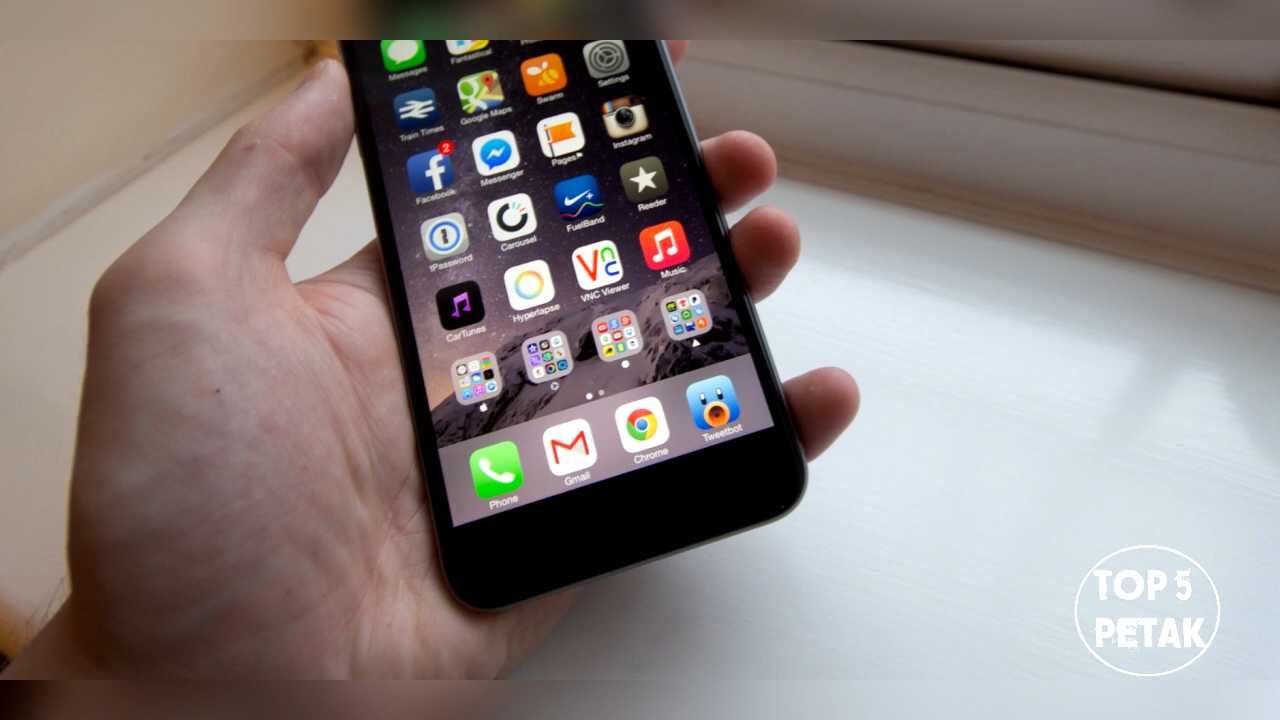 Messages
Fantastical
Settings
Train Times
Google Maps
Swarm
Instagram
2
Facebook
Messenger
Pages
Reeder
1Password
Carousel
FuelBand
Music
CarTunes
Hyperlapse
VNC Viewer
Phone
Gmail
Chrome
Tweetbot
TOP 5
PETAK